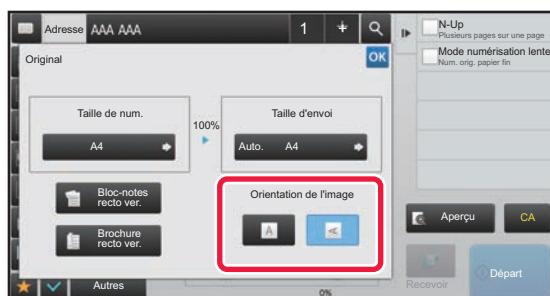 Adresse AAA AAA 1
N-Up
Plusieurs pages sur une page
Mode numérisation lente
Num. orig. papier fin
Original
OK
Taille de num.
100%
Taille d'envoi
A4
Auto. A4
Bloc-notes
recto ver.
Orientation de l'image
A A
Brochure
recto ver.
Aperçu
CA
Autres
0%
Recevoir
Départ